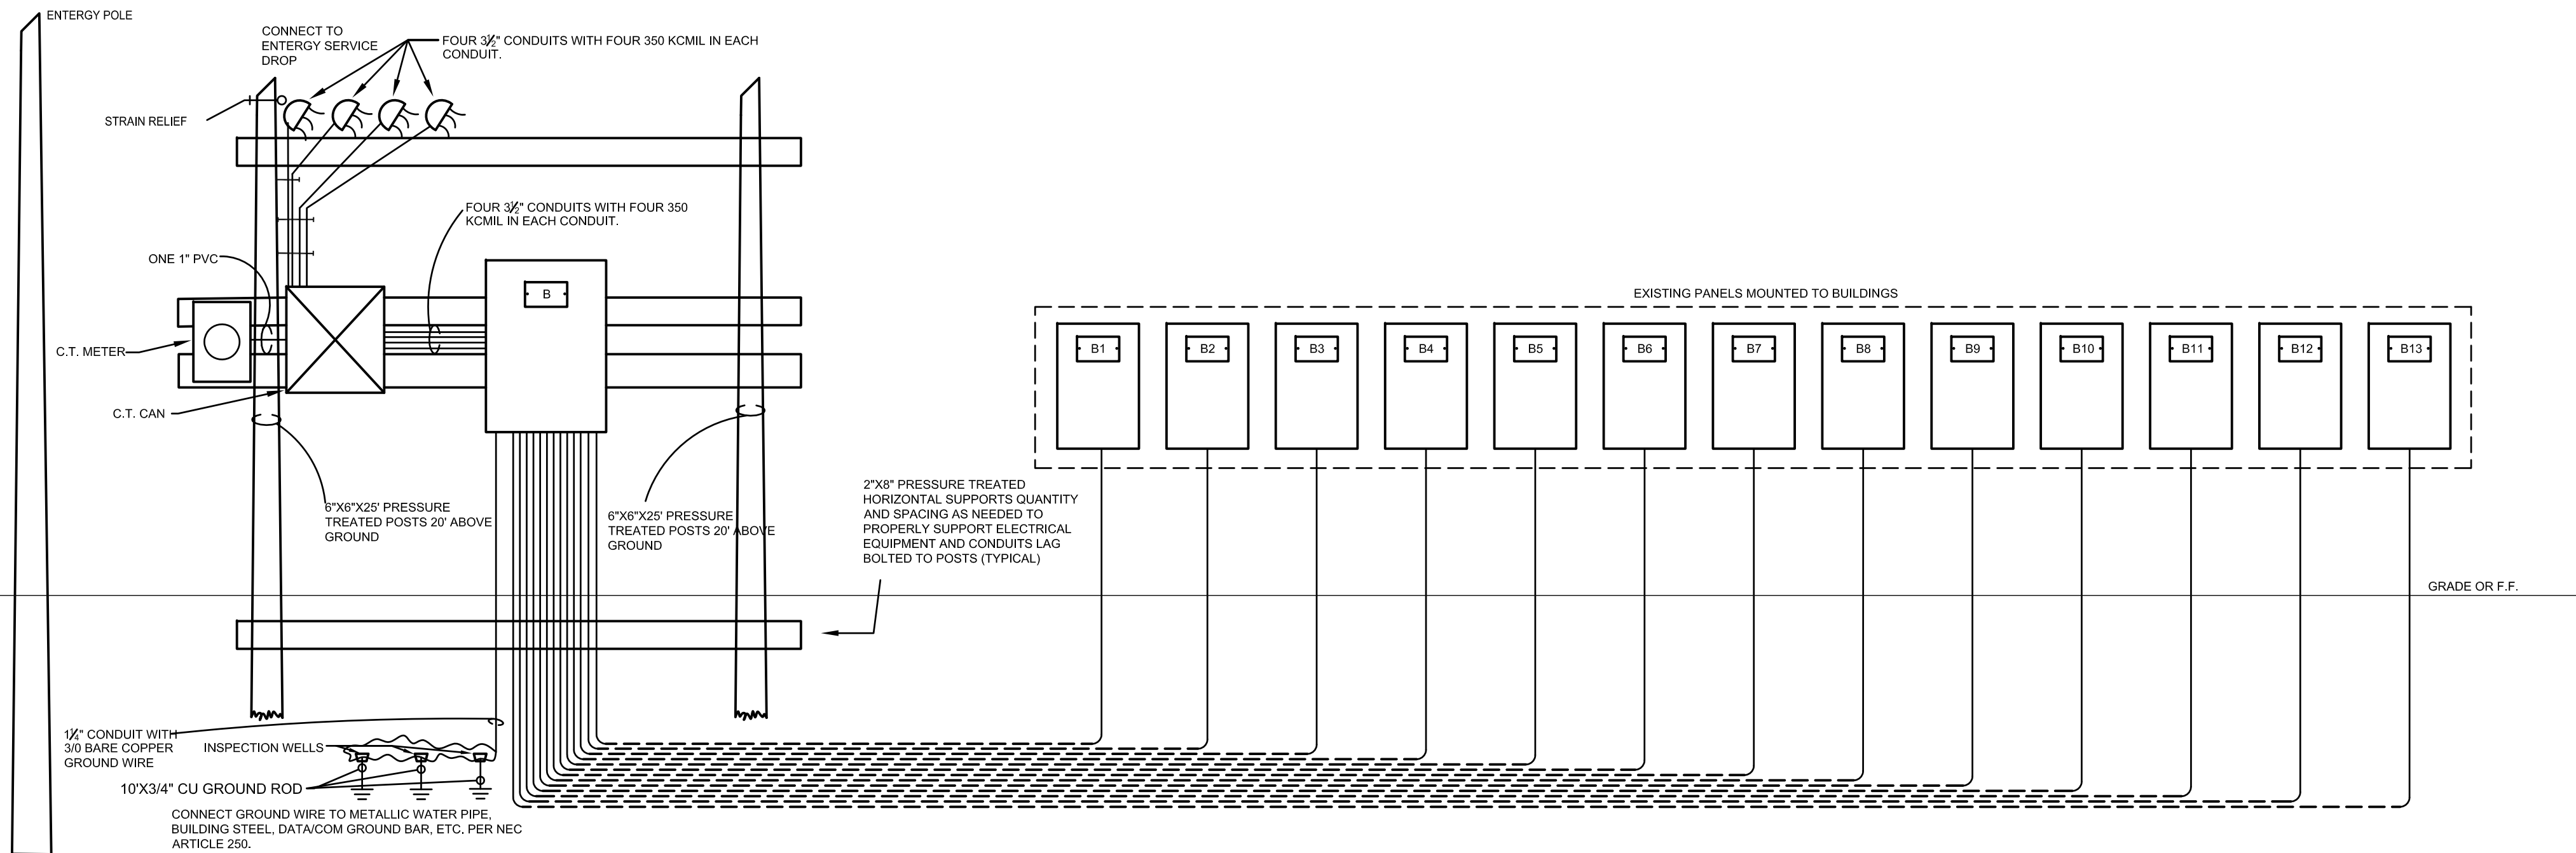 ENTERGY POLE
CONNECT TO
ENTERGY SERVICE
DROP
FOUR 3½" CONDUITS WITH FOUR 350 KCMIL IN EACH
CONDUIT.
STRAIN RELIEF
FOUR 3½" CONDUITS WITH FOUR 350
KCMIL IN EACH CONDUIT.
ONE 1" PVC
B
C.T. METER
C.T. CAN
6"X6"X25' PRESSURE
TREATED POSTS 20' ABOVE
GROUND
6"X6"X25' PRESSURE
TREATED POSTS 20' ABOVE
GROUND
2"X8" PRESSURE TREATED
HORIZONTAL SUPPORTS QUANTITY
AND SPACING AS NEEDED TO
PROPERLY SUPPORT ELECTRICAL
EQUIPMENT AND CONDUITS LAG
BOLTED TO POSTS (TYPICAL)
EXISTING PANELS MOUNTED TO BUILDINGS
B1
B2
B3
B4
B5
B6
B7
B8
B9
B10
B11
B12
B13
GRADE OR F.F.
1¼" CONDUIT WITH
3/0 BARE COPPER
GROUND WIRE
INSPECTION WELLS
10'X3/4" CU GROUND ROD
CONNECT GROUND WIRE TO METALLIC WATER PIPE,
BUILDING STEEL, DATA/COM GROUND BAR, ETC. PER NEC
ARTICLE 250.